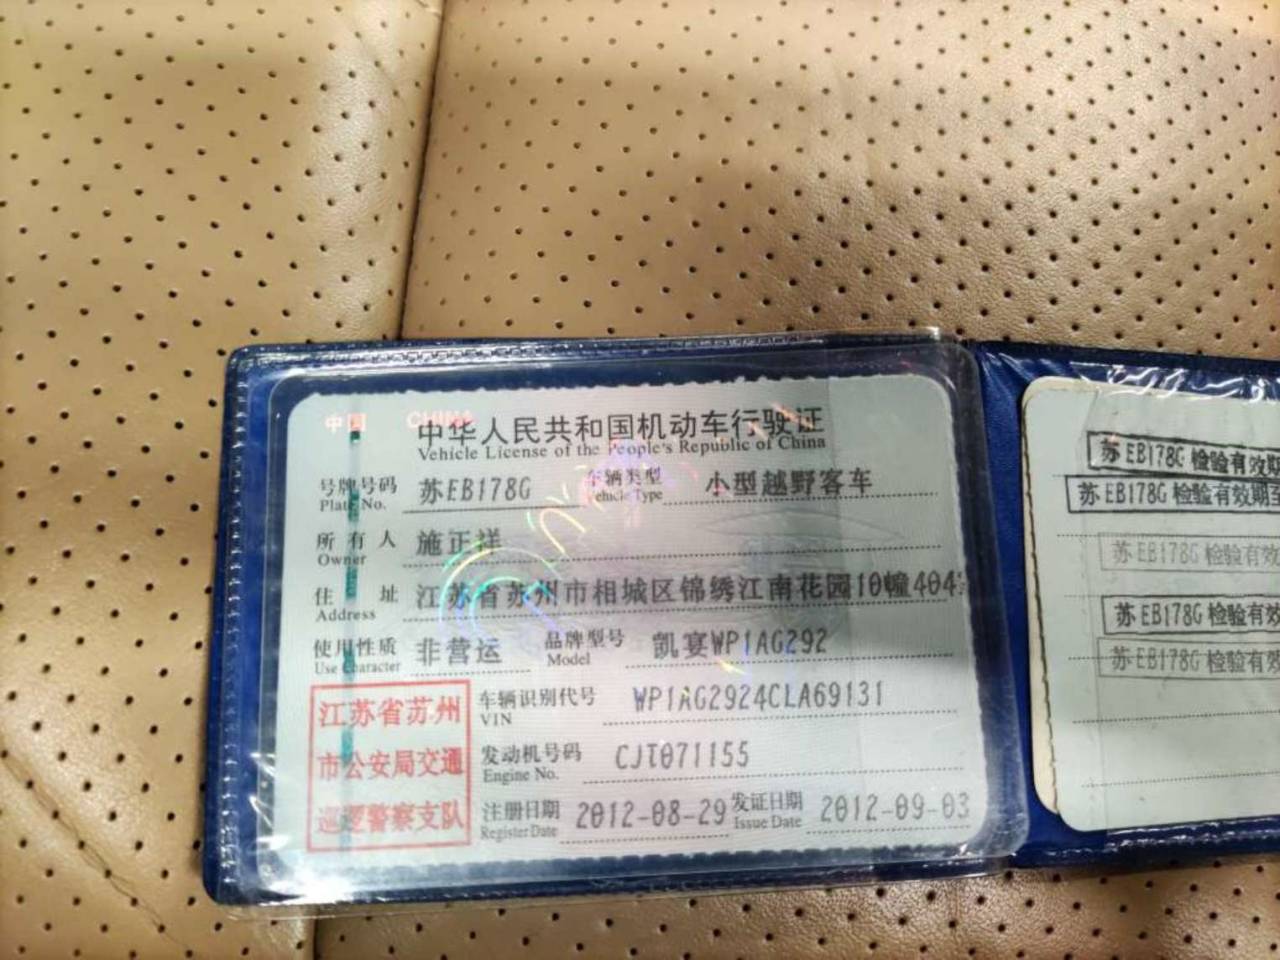 中国 CHINA
中华人民共和国机动车行驶证
Vehicle License of the People's Republic of China
号牌号码 苏EB178G 车辆类型 小型越野客车
Plate No. Vehicle Type
所有人 施正祥
Owner
住址 江苏省苏州市相城区锦绣江南花园10幢404
Address
使用性质 非营运 品牌型号 凯宴WP1AG292
Use Character Model
车辆识别代号 WP1AG2924CLA69131
VIN
发动机号码 CJT071155
Engine No.
注册日期 2012-08-29 发证日期 2012-09-03
Register Date Issue Date
江苏省苏州
市公安局交通
巡逻警察支队
苏EB178G 检验有效期
苏EB178G 检验有效期至
苏EB178G 检验有效
苏EB178G 检验有效
苏EB178G 检验有效